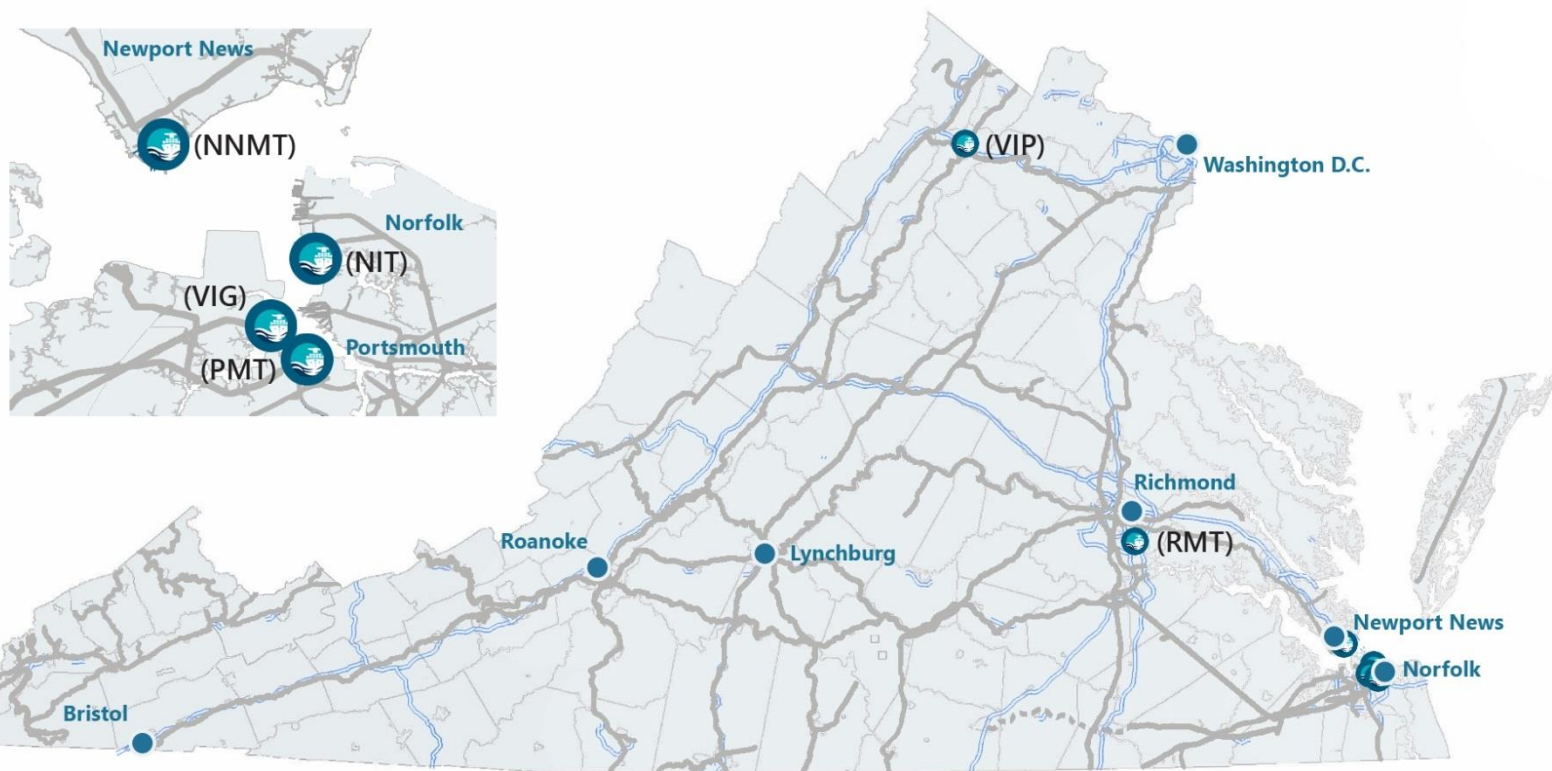 Newport News
(NNMT)
Norfolk
(NIT)
(VIG)
Portsmouth
(PMT)
(VIP)
Washington D.C.
Richmond
(RMT)
Roanoke
Lynchburg
Newport News
Norfolk
Bristol